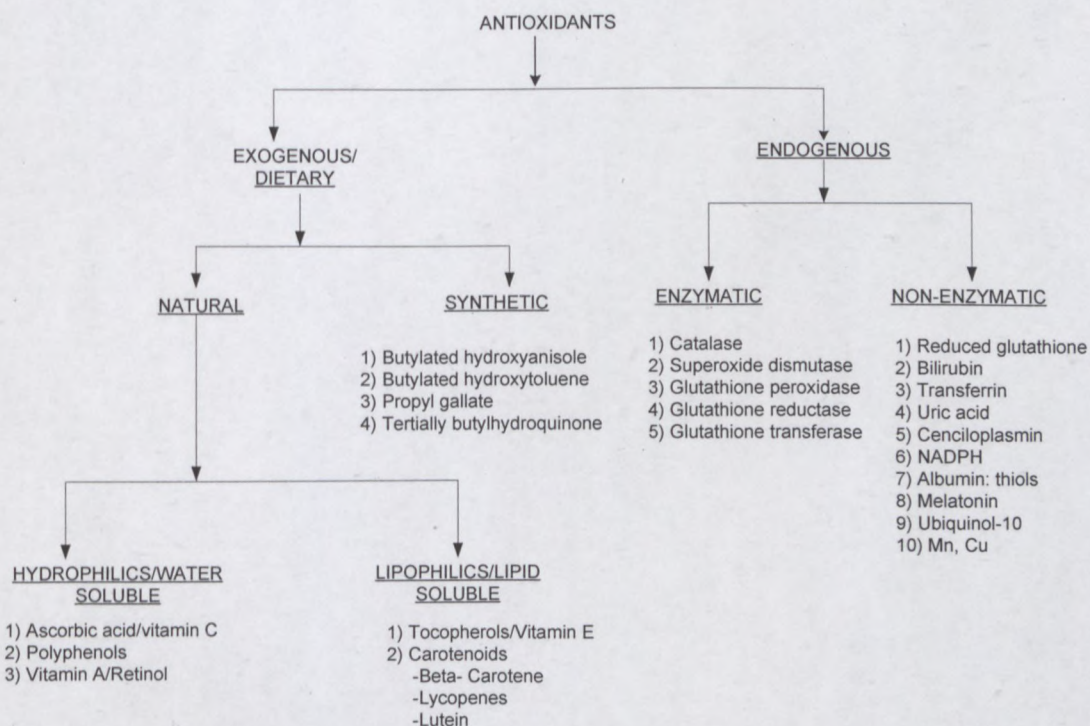 ANTIOXIDANTS
EXOGENOUS/
DIETARY
ENDOGENOUS
NATURAL
SYNTHETIC
1) Butylated hydroxyanisole
2) Butylated hydroxytoluene
3) Propyl gallate
4) Tertially butylhydroquinone
ENZYMATIC
1) Catalase
2) Superoxide dismutase
3) Glutathione peroxidase
4) Glutathione reductase
5) Glutathione transferase
NON-ENZYMATIC
1) Reduced glutathione
2) Bilirubin
3) Transferrin
4) Uric acid
5) Cenciloplasmin
6) NADPH
7) Albumin: thiols
8) Melatonin
9) Ubiquinol-10
10) Mn, Cu
HYDROPHILICS/WATER
SOLUBLE
1) Ascorbic acid/vitamin C
2) Polyphenols
3) Vitamin A/Retinol
LIPOPHILICS/LIPID
SOLUBLE
1) Tocopherols/Vitamin E
2) Carotenoids
-Beta- Carotene
-Lycopenes
-Lutein